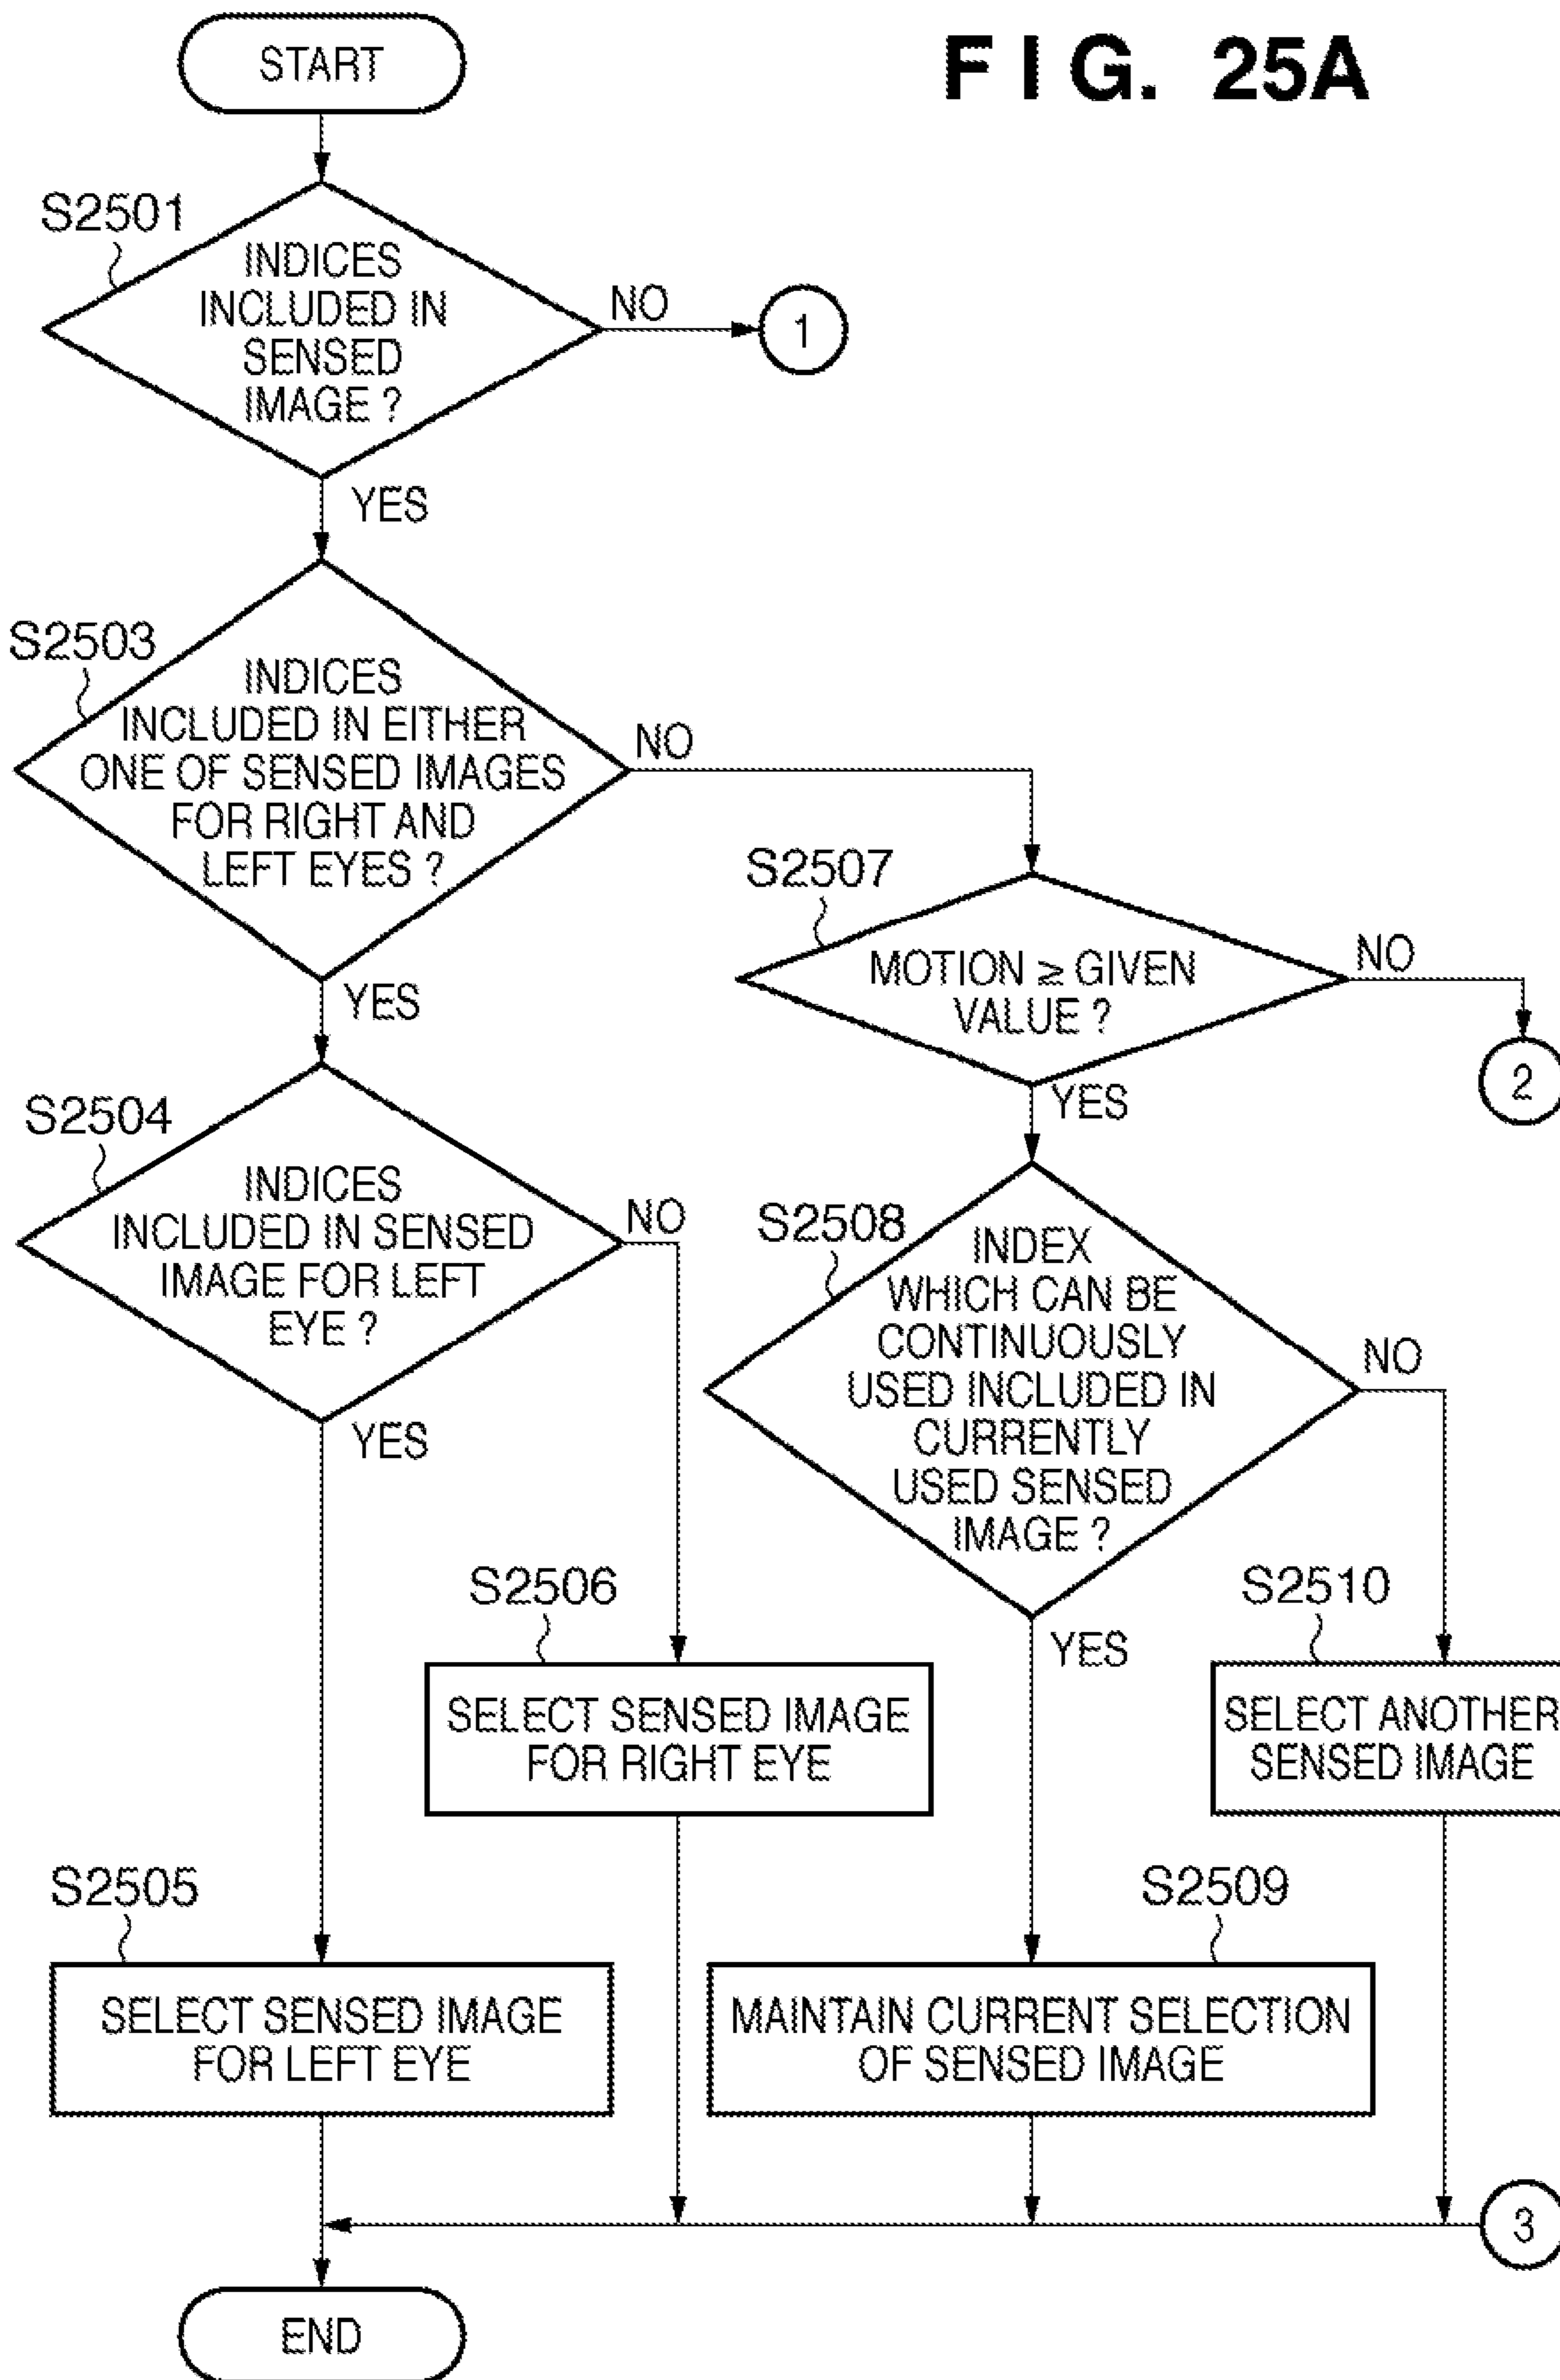 START
F I G. 25A
S2501
INDICES
INCLUDED IN
SENSED
IMAGE ?
NO
1
YES
S2503
INDICES
INCLUDED IN EITHER
ONE OF SENSED IMAGES
FOR RIGHT AND
LEFT EYES ?
NO
YES
S2507
MOTION ≥ GIVEN
VALUE ?
NO
2
YES
S2504
INDICES
INCLUDED IN SENSED
IMAGE FOR LEFT
EYE ?
NO
YES
S2508
INDEX
WHICH CAN BE
CONTINUOUSLY
USED INCLUDED IN
CURRENTLY
USED SENSED
IMAGE ?
NO
YES
S2506
SELECT SENSED IMAGE
FOR RIGHT EYE
S2510
SELECT ANOTHER
SENSED IMAGE
S2505
SELECT SENSED IMAGE
FOR LEFT EYE
S2509
MAINTAIN CURRENT SELECTION
OF SENSED IMAGE
3
END